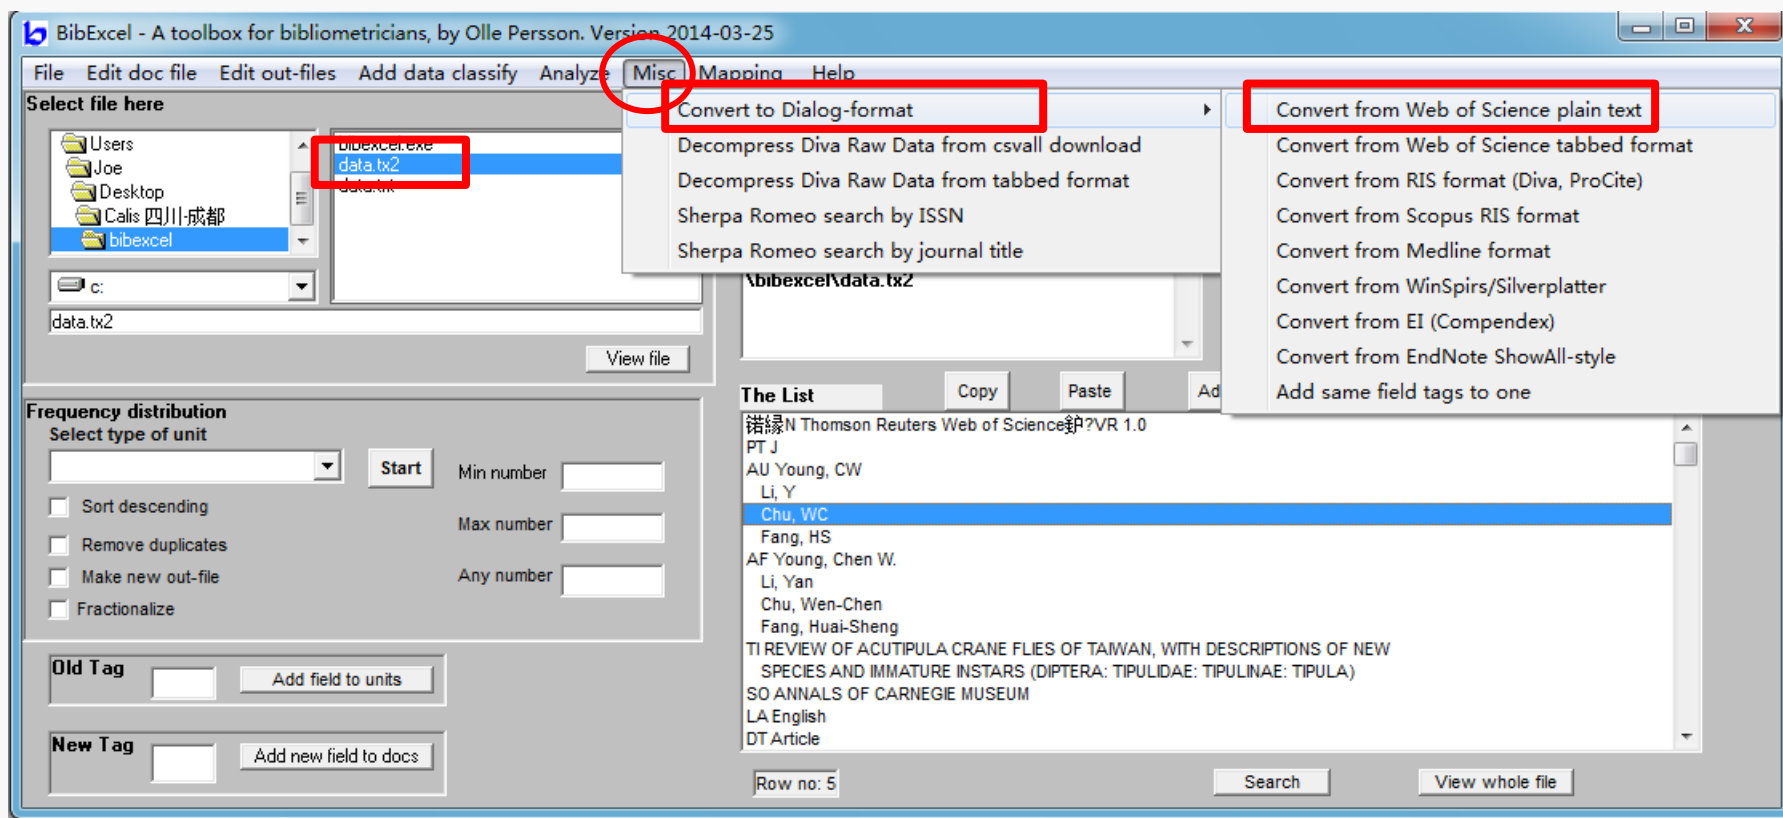 BibExcel - A toolbox for bibliometricians, by Olle Persson. Version 2014-03-25
File Edit doc file Edit out-files Add data classify Analyze Misc Mapping Help
Select file here
Users
Joe
Desktop
Calis 四川-成都
bibexcel
bibexcel.exe
data.tx2
data.txt
c:
data.tx2
View file
Convert to Dialog-format
Decompress Diva Raw Data from csvall download
Decompress Diva Raw Data from tabbed format
Sherpa Romeo search by ISSN
Sherpa Romeo search by journal title
Convert from Web of Science plain text
Convert from Web of Science tabbed format
Convert from RIS format (Diva, ProCite)
Convert from Scopus RIS format
Convert from Medline format
Convert from WinSpirs/Silverplatter
Convert from EI (Compendex)
Convert from EndNote ShowAll-style
Add same field tags to one
\bibexcel\data.tx2
Frequency distribution
Select type of unit
Start
Sort descending
Remove duplicates
Make new out-file
Fractionalize
Min number
Max number
Any number
Old Tag
Add field to units
New Tag
Add new field to docs
The List
Copy
Paste
Ad
N Thomson Reuters Web of Science?VR 1.0
PT J
AU Young, CW
Li, Y
Chu, WC
Fang, HS
AF Young, Chen W.
Li, Yan
Chu, Wen-Chen
Fang, Huai-Sheng
TI REVIEW OF ACUTIPULA CRANE FLIES OF TAIWAN, WITH DESCRIPTIONS OF NEW
SPECIES AND IMMATURE INSTARS (DIPTERA: TIPULIDAE: TIPULINAE: TIPULA)
SO ANNALS OF CARNEGIE MUSEUM
LA English
DT Article
Row no: 5
Search
View whole file